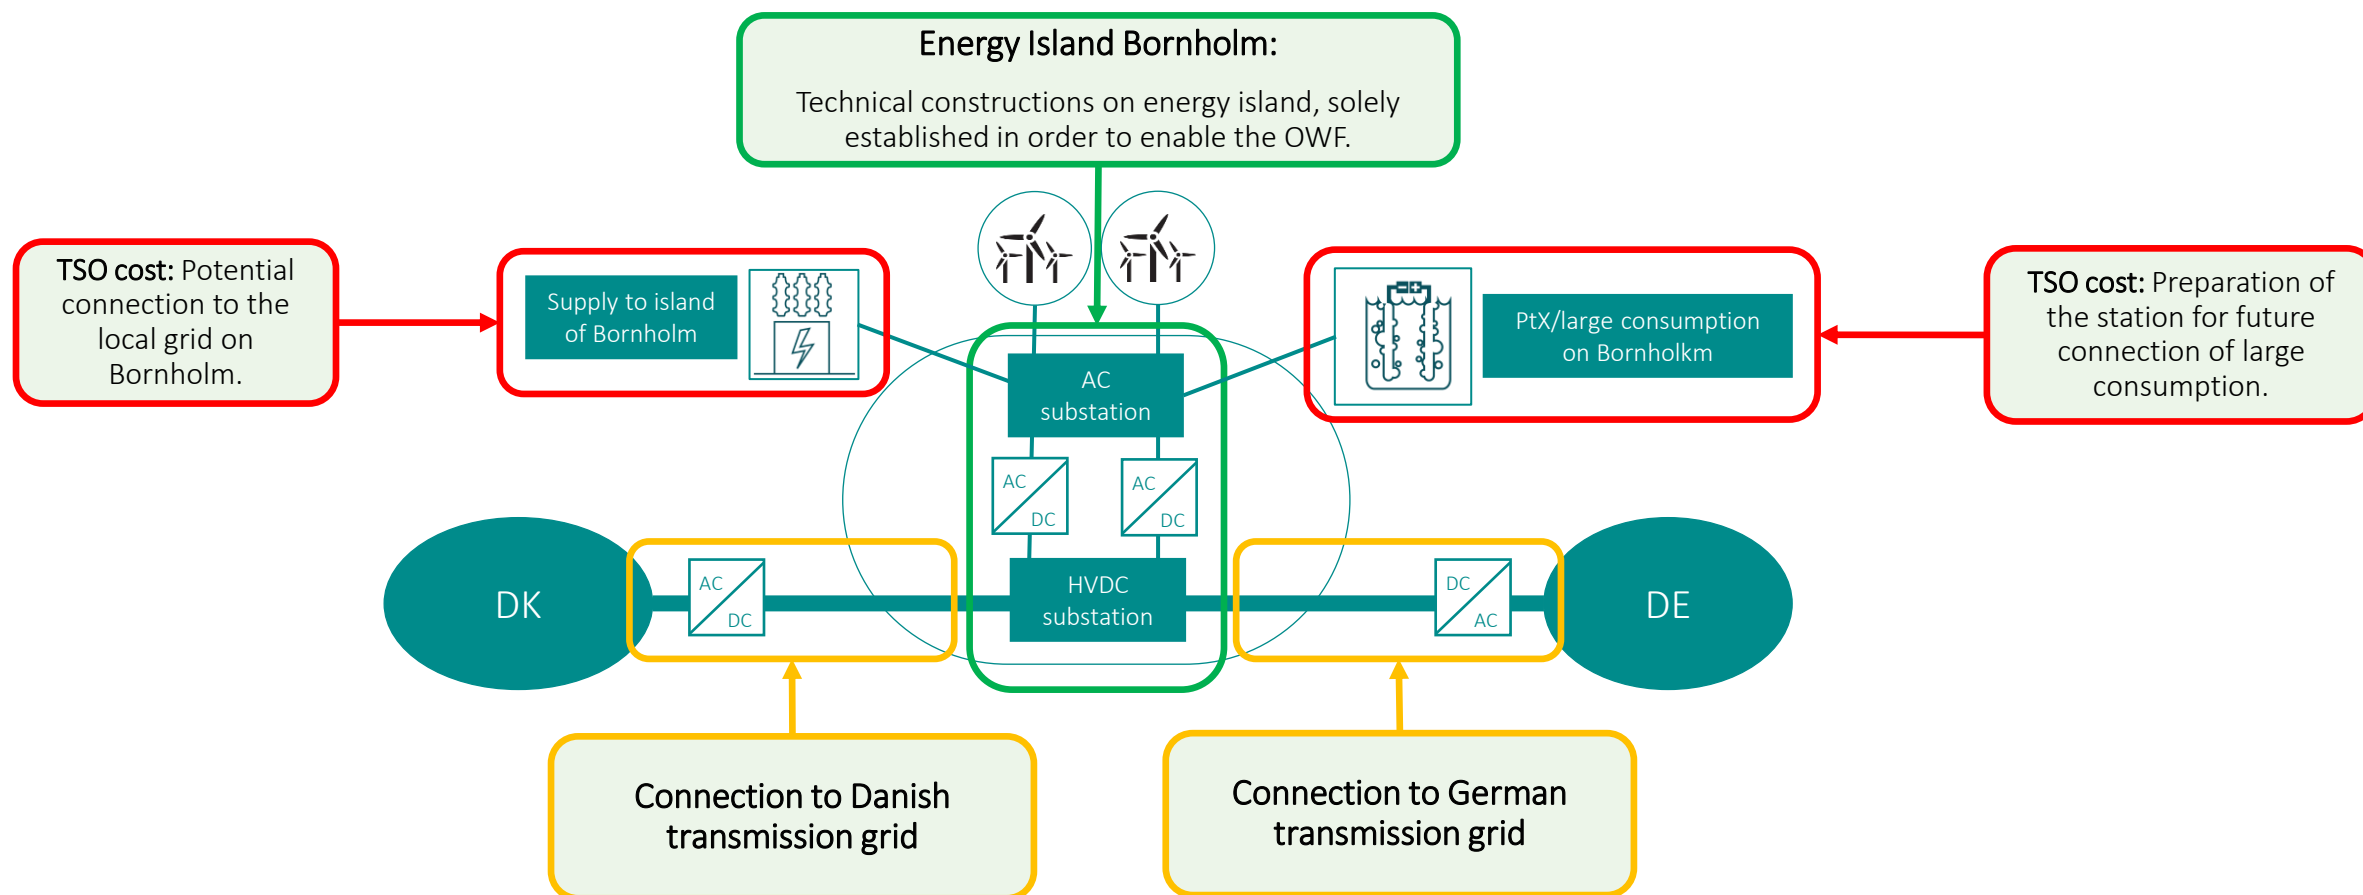 Energy Island Bornholm:
Technical constructions on energy island, solely
established in order to enable the OWF.
TSO cost: Potential
connection to the
local grid on
Bornholm.
Supply to island
of Bornholm
PtX/large consumption
on Bornholkm
TSO cost: Preparation of
the station for future
connection of large
consumption.
AC
substation
AC
DC
AC
DC
DK
AC
DC
HVDC
substation
DC
AC
DE
Connection to Danish
transmission grid
Connection to German
transmission grid